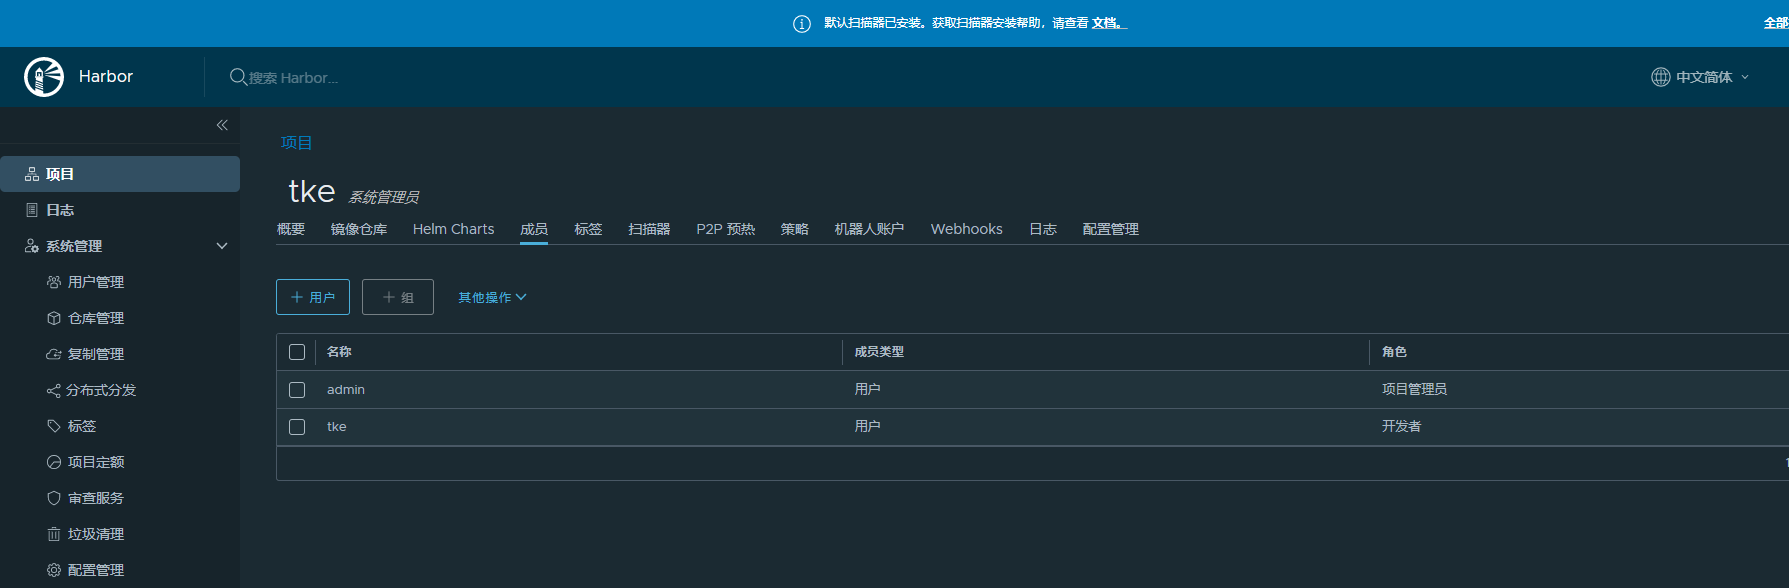 默认扫描器已安装。获取扫描器安装帮助，请查看 文档。
全部
Harbor
搜索 Harbor...
中文简体
项目
日志
系统管理
用户管理
仓库管理
复制管理
分布式分发
标签
项目定额
审查服务
垃圾清理
配置管理
项目
tke 系统管理员
概要 镜像仓库 Helm Charts 成员 标签 扫描器 P2P 预热 策略 机器人账户 Webhooks 日志 配置管理
用户 组 其他操作
名称 成员类型 角色
admin 用户 项目管理员
tke 用户 开发者